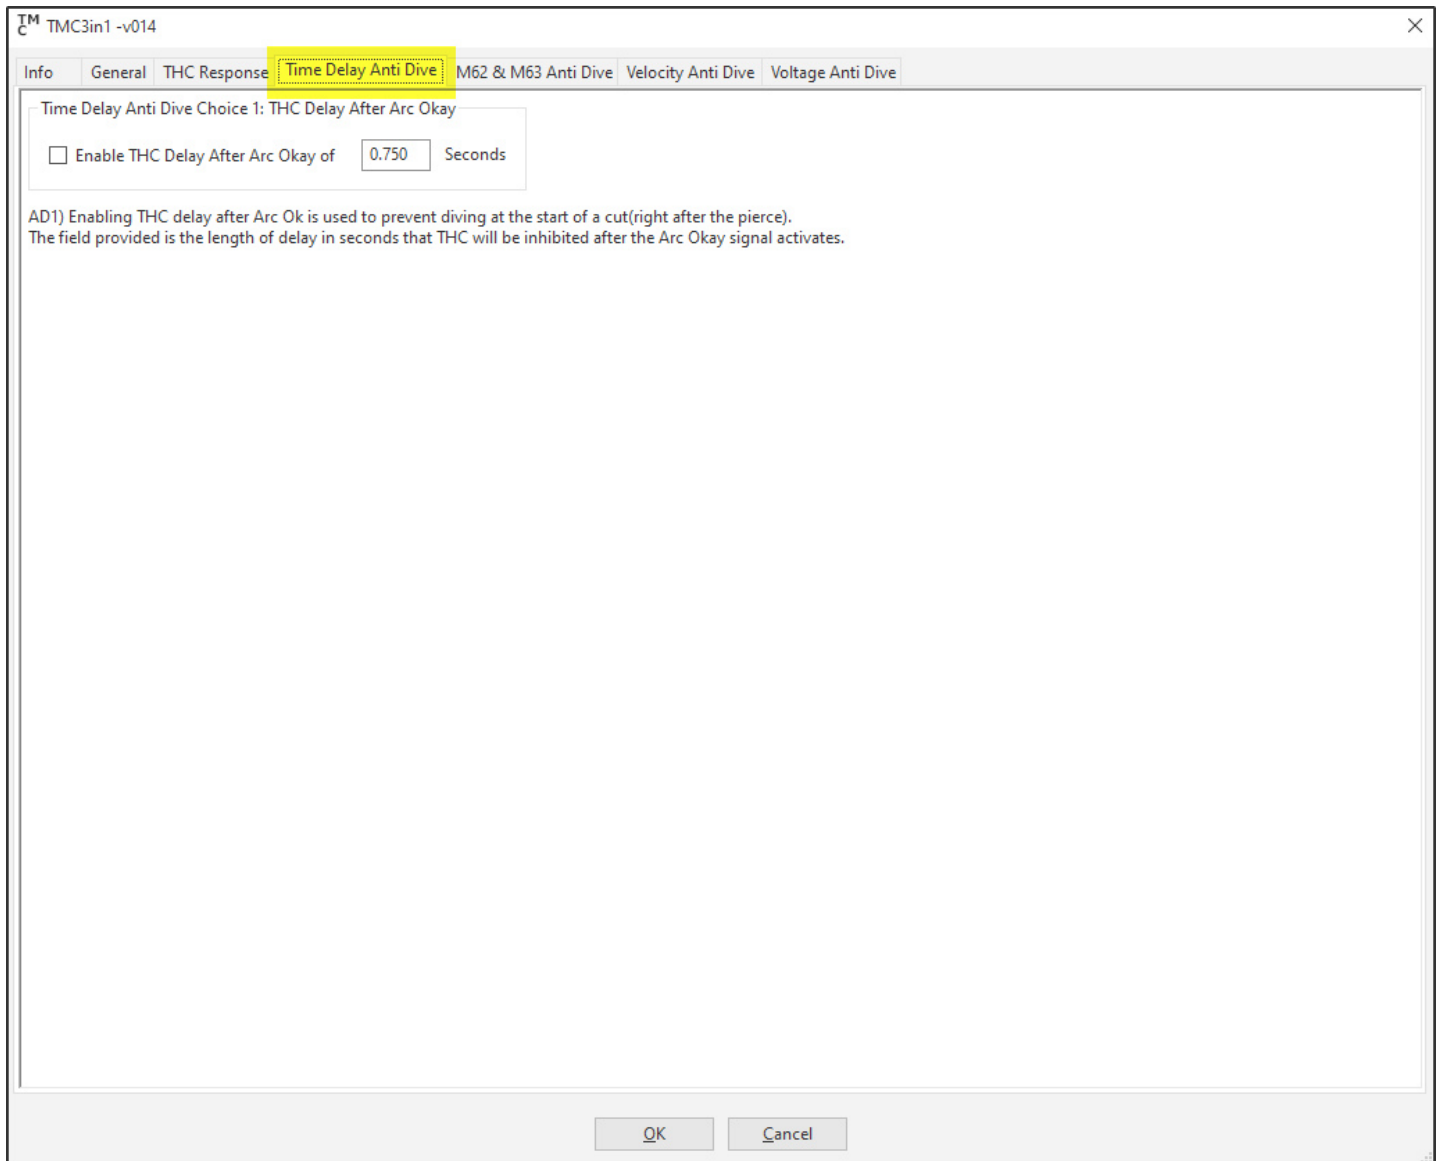 TMC TMC3in1 -v014
Info General THC Response Time Delay Anti Dive M62 & M63 Anti Dive Velocity Anti Dive Voltage Anti Dive
Time Delay Anti Dive Choice 1: THC Delay After Arc Okay
Enable THC Delay After Arc Okay of 0.750 Seconds
AD1) Enabling THC delay after Arc Ok is used to prevent diving at the start of a cut(right after the pierce).
The field provided is the length of delay in seconds that THC will be inhibited after the Arc Okay signal activates.
OK Cancel